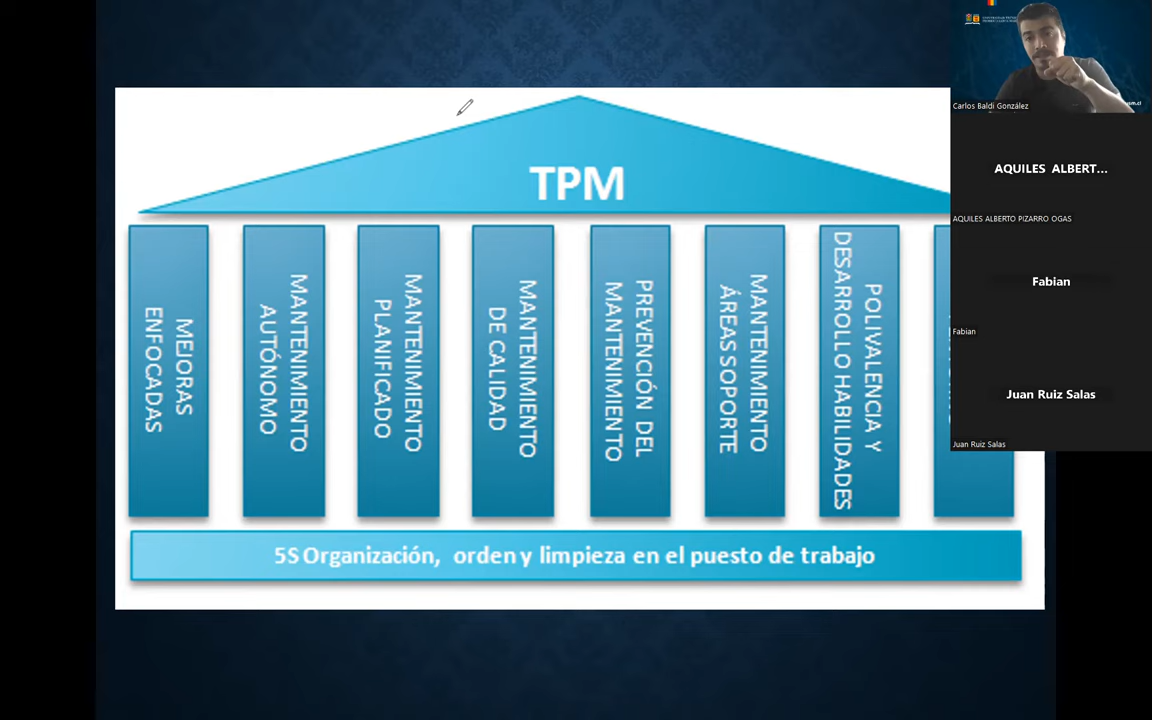 TPM
MEJORAS
ENFOCADAS
MANTENIMIENTO
AUTÓNOMO
MANTENIMIENTO
PLANIFICADO
MANTENIMIENTO
DE CALIDAD
PREVENCIÓN DEL
MANTENIMIENTO
MANTENIMIENTO
ÁREAS SOPORTE
POLIVALENCIA Y
DESARROLLO HABILIDADES
5S Organización, orden y limpieza en el puesto de trabajo
Carlos Baldi González
AQUILES ALBERT...
AQUILES ALBERTO PIZARRO OGAS
Fabian
Fabian
Juan Ruiz Salas
Juan Ruiz Salas